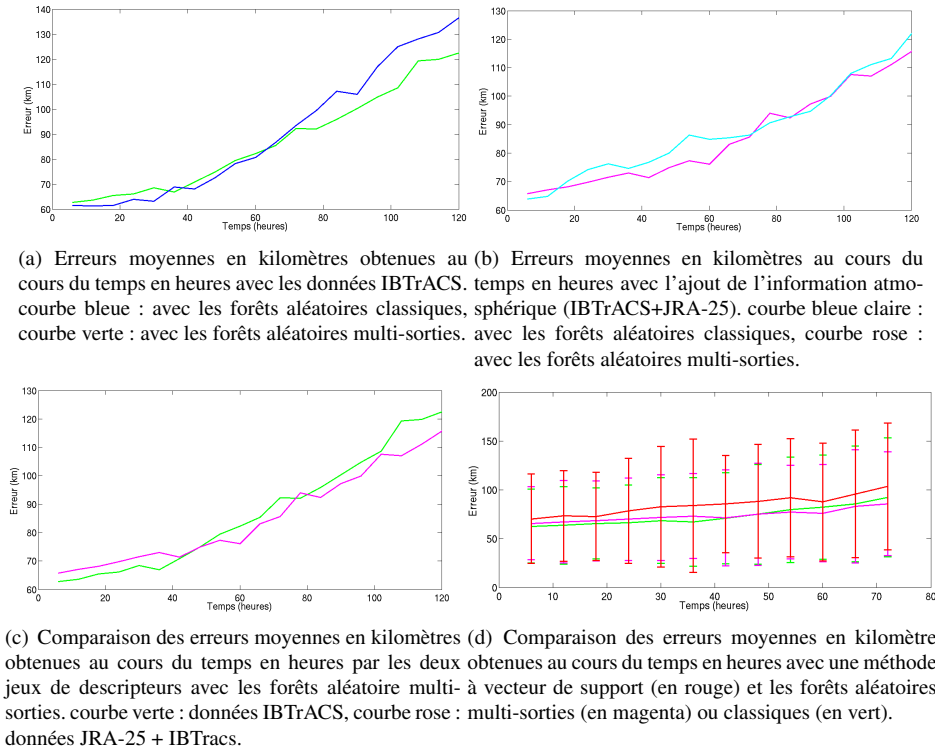 140
130
120
110
100
90
80
70
60
0 20 40 60 80 100 120
Erreur (km)
Temps (heures)
130
120
110
100
90
80
70
60
0 20 40 60 80 100 120
Erreur (km)
Temps (heures)
(a) Erreurs moyennes en kilomètres obtenues au
cours du temps en heures avec les données IBTrACS.
courbe bleue : avec les forêts aléatoires classiques,
courbe verte : avec les forêts aléatoires multi-sorties.
(b) Erreurs moyennes en kilomètres au cours du
temps en heures avec l'ajout de l'information atmo-
sphérique (IBTrACS+JRA-25). courbe bleue claire :
avec les forêts aléatoires classiques, courbe rose :
avec les forêts aléatoires multi-sorties.
130
120
110
100
90
80
70
60
0 20 40 60 80 100 120
Erreur (km)
Temps (heures)
200
150
100
50
0
0 10 20 30 40 50 60 70 80
Erreur (km)
Temps (heures)
(c) Comparaison des erreurs moyennes en kilomètres
obtenues au cours du temps en heures par les deux
jeux de descripteurs avec les forêts aléatoire multi-
sorties. courbe verte : données IBTrACS, courbe rose :
données JRA-25 + IBTracs.
(d) Comparaison des erreurs moyennes en kilomètre
obtenues au cours du temps en heures avec une méthode
à vecteur de support (en rouge) et les forêts aléatoires
multi-sorties (en magenta) ou classiques (en vert).